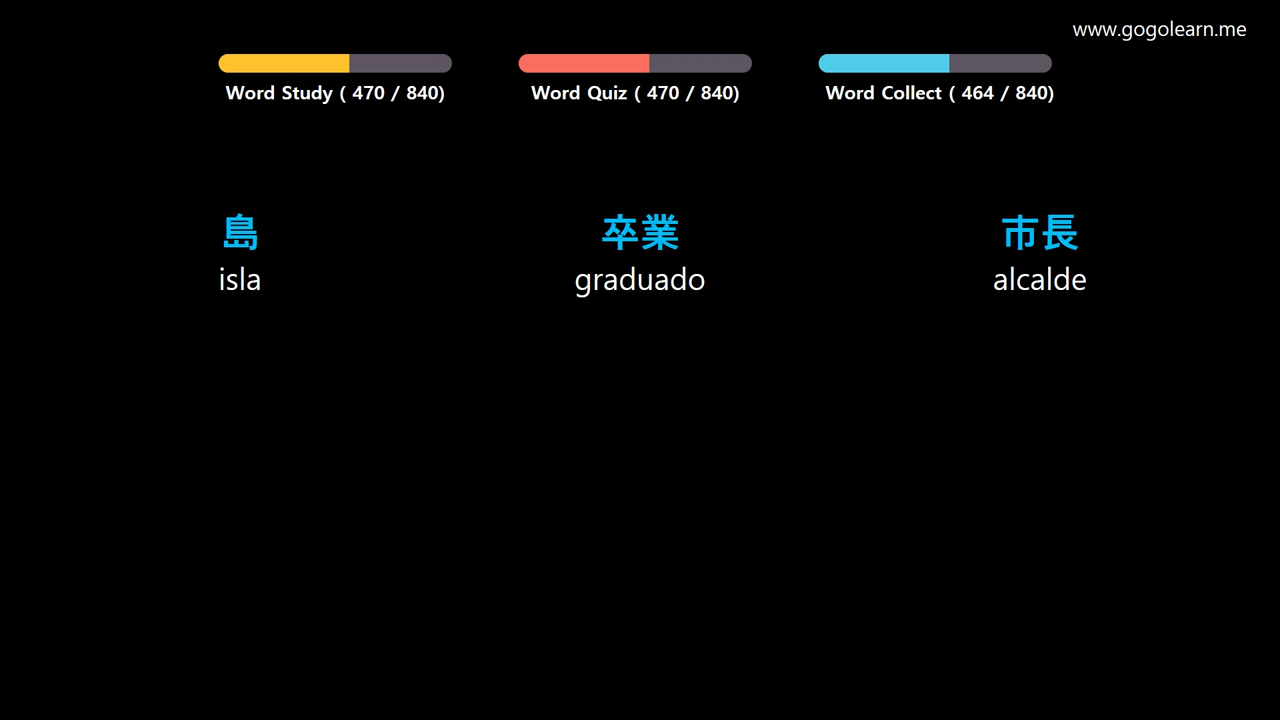 www.gogolearn.me
Word Study ( 470 / 840)
Word Quiz ( 470 / 840)
Word Collect ( 464 / 840)
島
isla
卒業
graduado
市長
alcalde